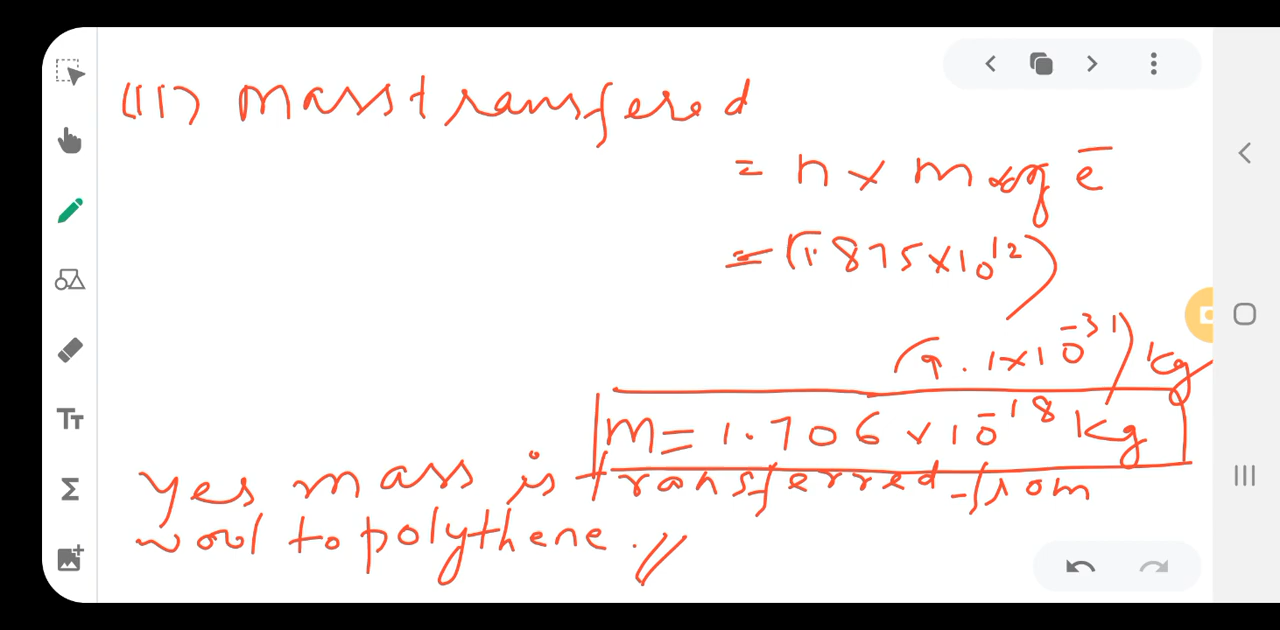 (ii) mass transfered
= n × m of e⁻
= (1.875×10¹²)
(9.1×10⁻³¹) kg
m = 1.706 × 10⁻¹⁸ kg
yes mass is transferred from
wool to polythene.//
Tт
Σ